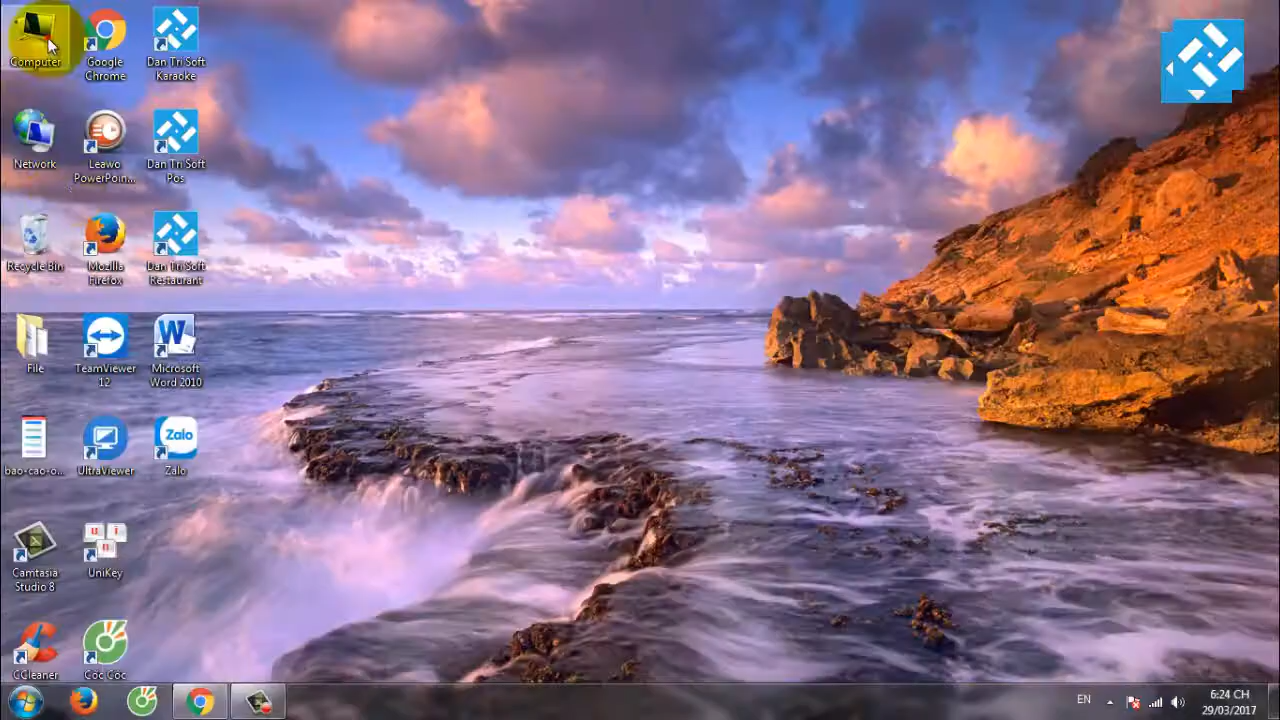 Computer
Google
Chrome
Dan Tri Soft
Karaoke
Network
Leawo
PowerPoin...
Dan Tri Soft
Pos
Recycle Bin
Mozilla
Firefox
Dan Tri Soft
Restaurant
File
TeamViewer
12
W
Microsoft
Word 2010
bao-cao-o...
UltraViewer
Zalo
Zalo
Camtasia
Studio 8
UniKey
CCleaner
Cốc Cốc
EN
6:24 CH
29/03/2017